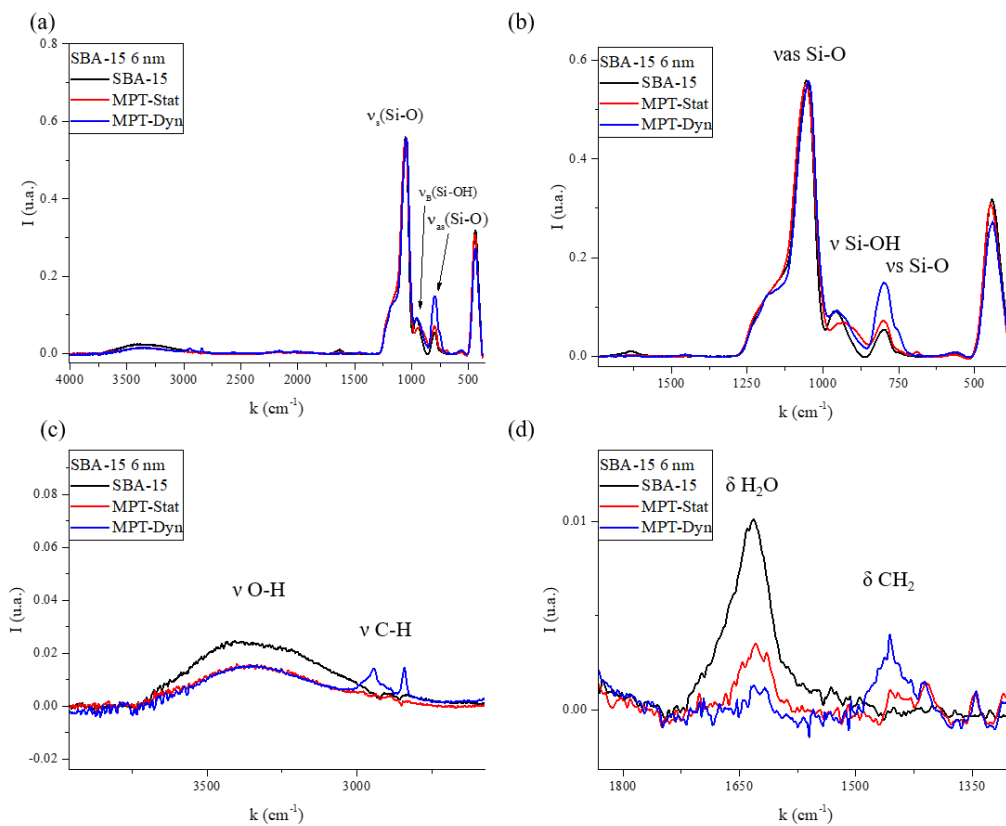 (a)
0.8
0.6
0.4
0.2
0.0
I (u.a.)
SBA-15 6 nm
SBA-15
MPT-Stat
MPT-Dyn
νs(Si-O)
νB(Si-OH)
νas(Si-O)
4000 3500 3000 2500 2000 1500 1000 500
k (cm-1)
(b)
0.6
0.4
0.2
0.0
I (u.a.)
SBA-15 6 nm
SBA-15
MPT-Stat
MPT-Dyn
νas Si-O
ν Si-OH
νs Si-O
1500 1250 1000 750 500
k (cm-1)
(c)
0.08
0.06
0.04
0.02
0.00
-0.02
I (u.a.)
SBA-15 6 nm
SBA-15
MPT-Stat
MPT-Dyn
ν O-H
ν C-H
3500 3000
k (cm-1)
(d)
0.01
0.00
I (u.a.)
SBA-15 6 nm
SBA-15
MPT-Stat
MPT-Dyn
δ H2O
δ CH2
1800 1650 1500 1350
k (cm-1)